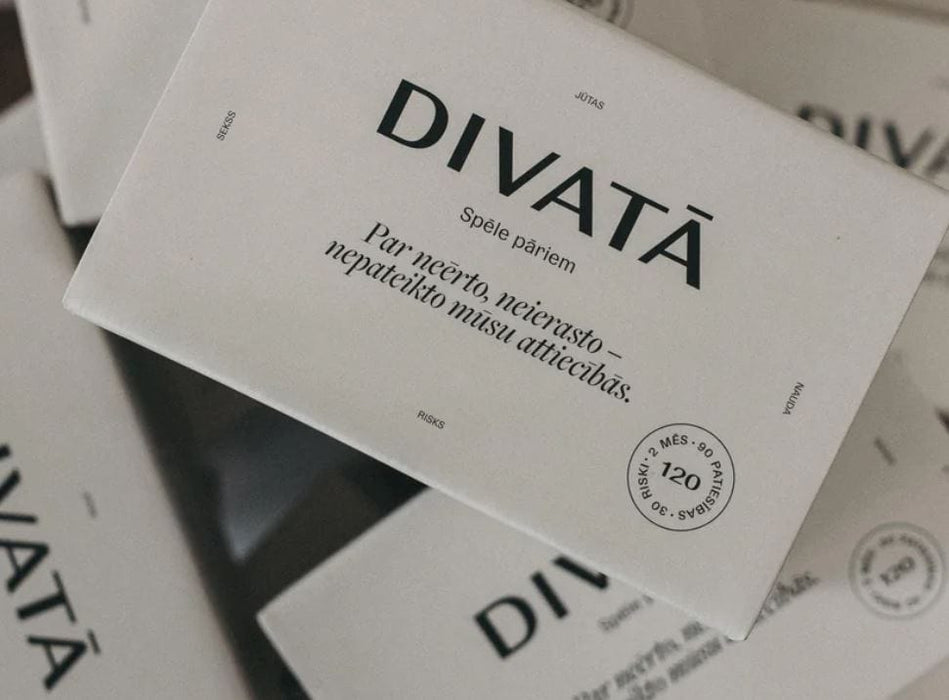 JŪTAS
SEKSS
DIVATĀ
Spēle pāriem
Par neērto, neierasto –
nepateikto mūsu attiecībās.
NAUDA
RISKS
2 MĒS · 90 PATIESĪBAS · 30 RISKI ·
120
DIVATĀ